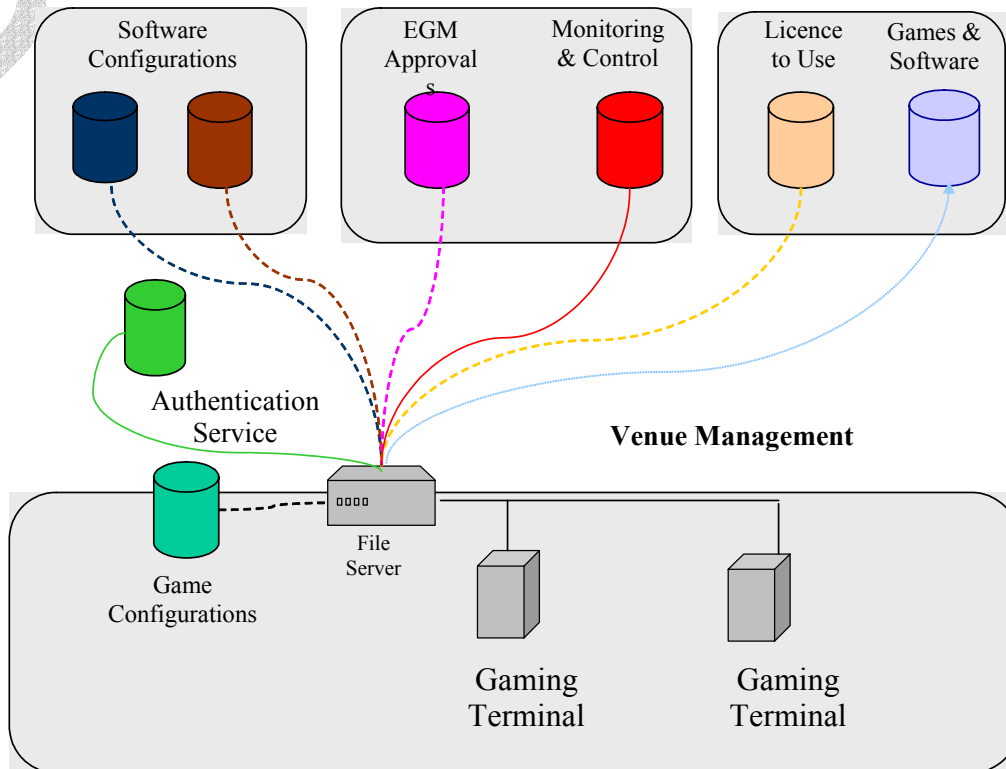 Software
Configurations
EGM
Approval
s
Monitoring
& Control
Licence
to Use
Games &
Software
Authentication
Service
Venue Management
File
Server
Game
Configurations
Gaming
Terminal
Gaming
Terminal